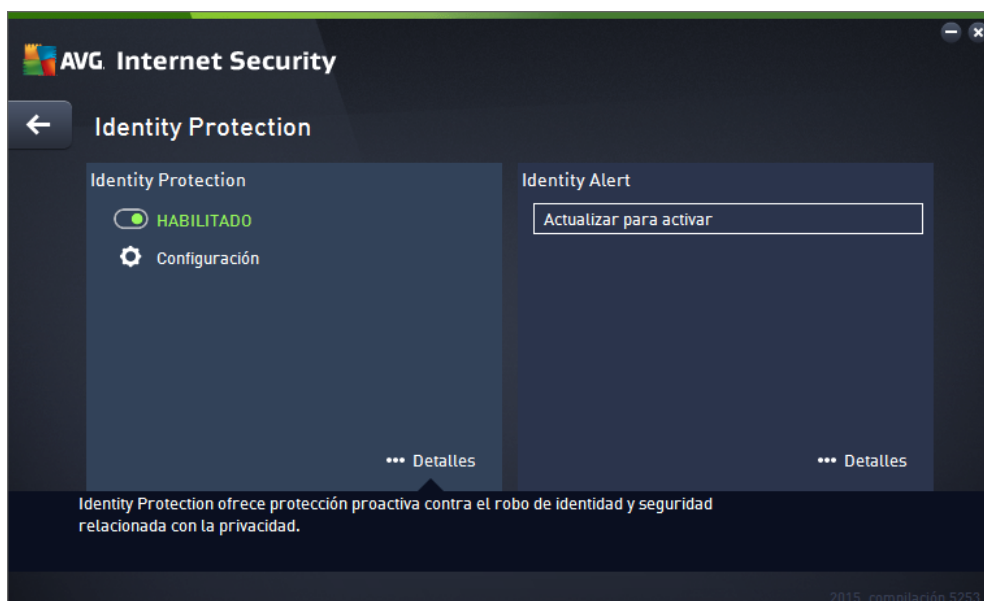 AVG. Internet Security
Identity Protection
Identity Protection
HABILITADO
Configuración
Detalles
Identity Alert
Actualizar para activar
Detalles
Identity Protection ofrece protección proactiva contra el robo de identidad y seguridad
relacionada con la privacidad.
2015 compilación 5253